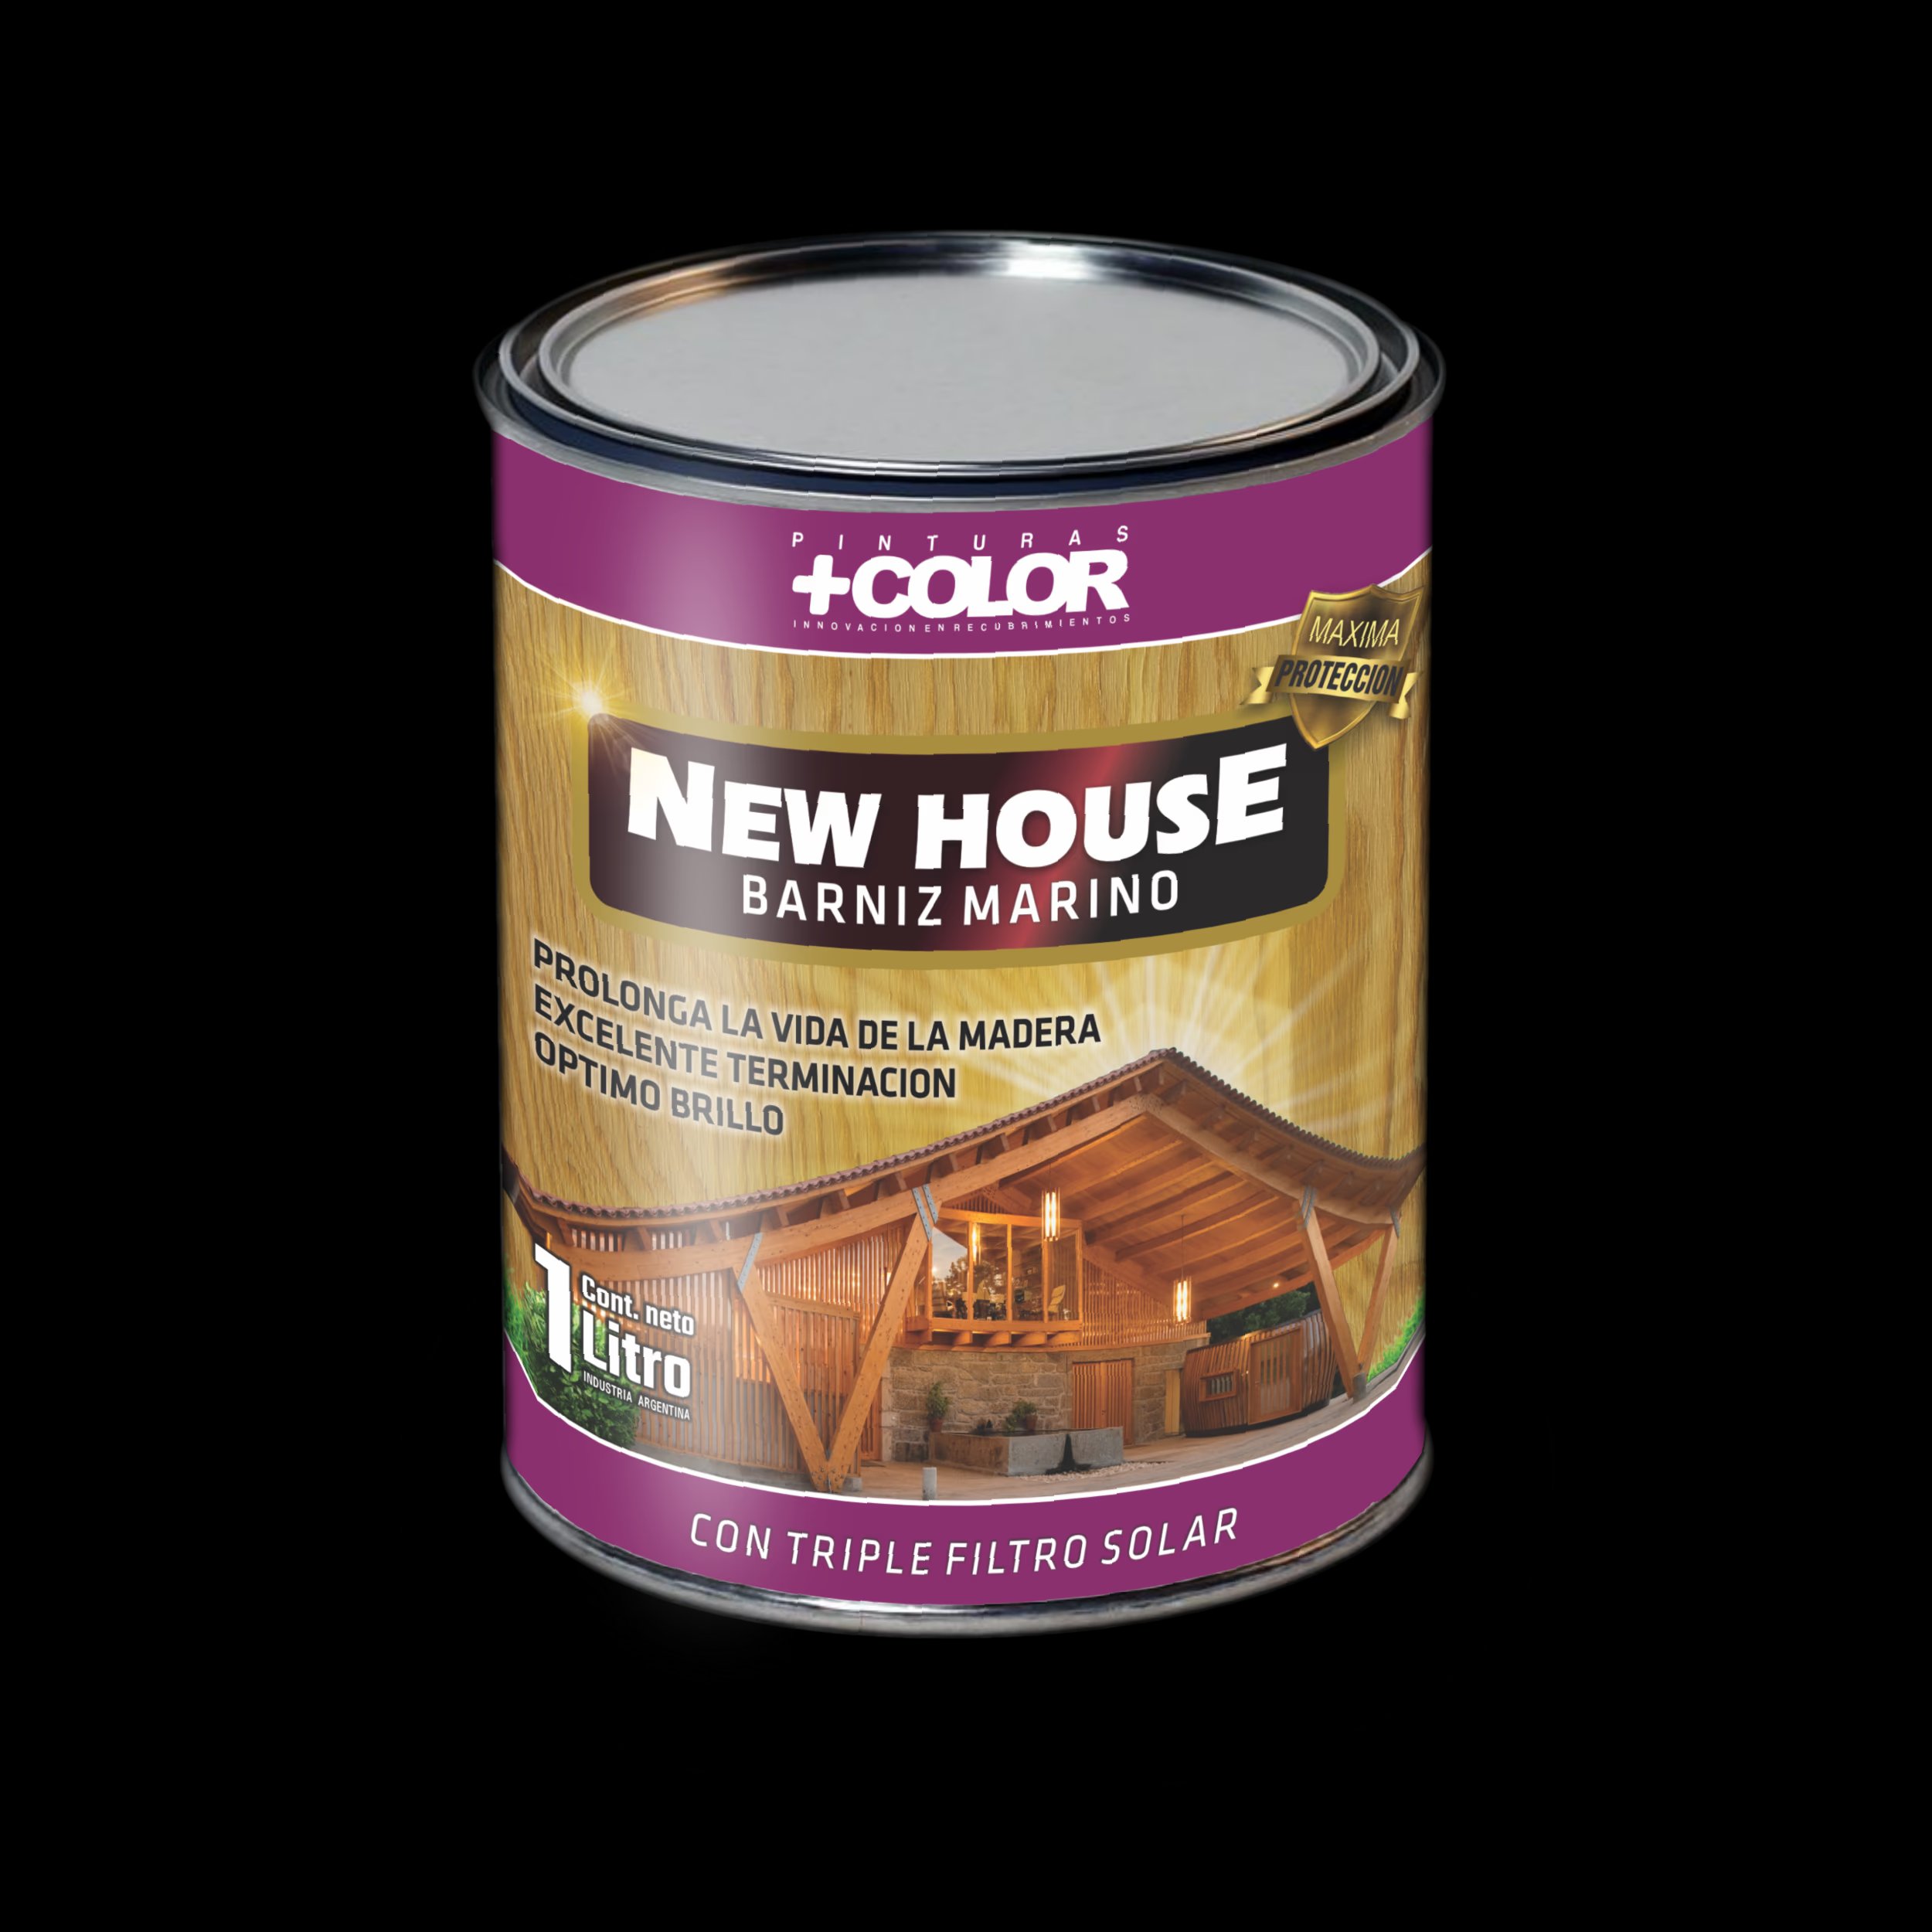 PINTURAS
+COLOR
INNOVACION EN RECUBRIMIENTOS
MAXIMA
PROTECCION
NEW HOUSE
BARNIZ MARINO
PROLONGA LA VIDA DE LA MADERA
EXCELENTE TERMINACION
OPTIMO BRILLO
1 Cont. neto
Litro
INDUSTRIA ARGENTINA
CON TRIPLE FILTRO SOLAR